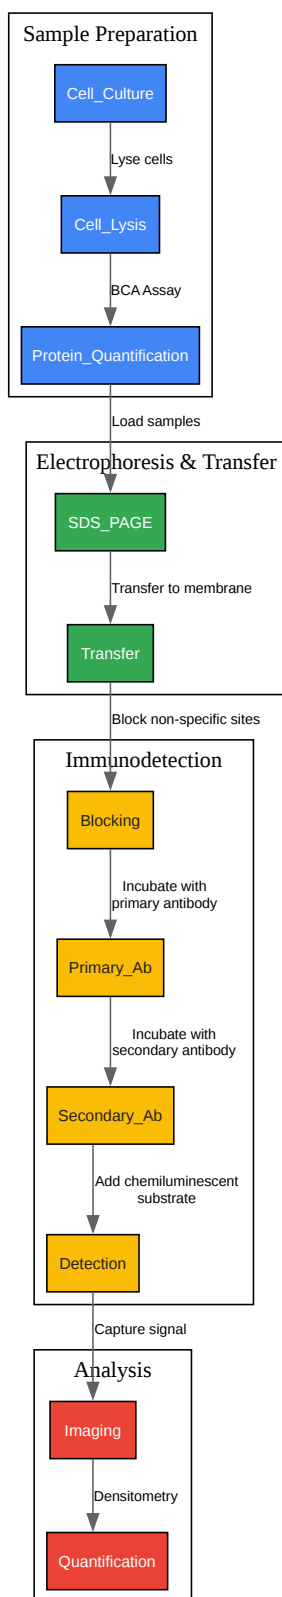 Sample Preparation
Cell_Culture
Lyse cells
Cell_Lysis
BCA Assay
Protein_Quantification
Load samples
Electrophoresis & Transfer
SDS_PAGE
Transfer to membrane
Transfer
Block non-specific sites
Immunodetection
Blocking
Incubate with
primary antibody
Primary_Ab
Incubate with
secondary antibody
Secondary_Ab
Add chemiluminescent
substrate
Detection
Capture signal
Analysis
Imaging
Densitometry
Quantification